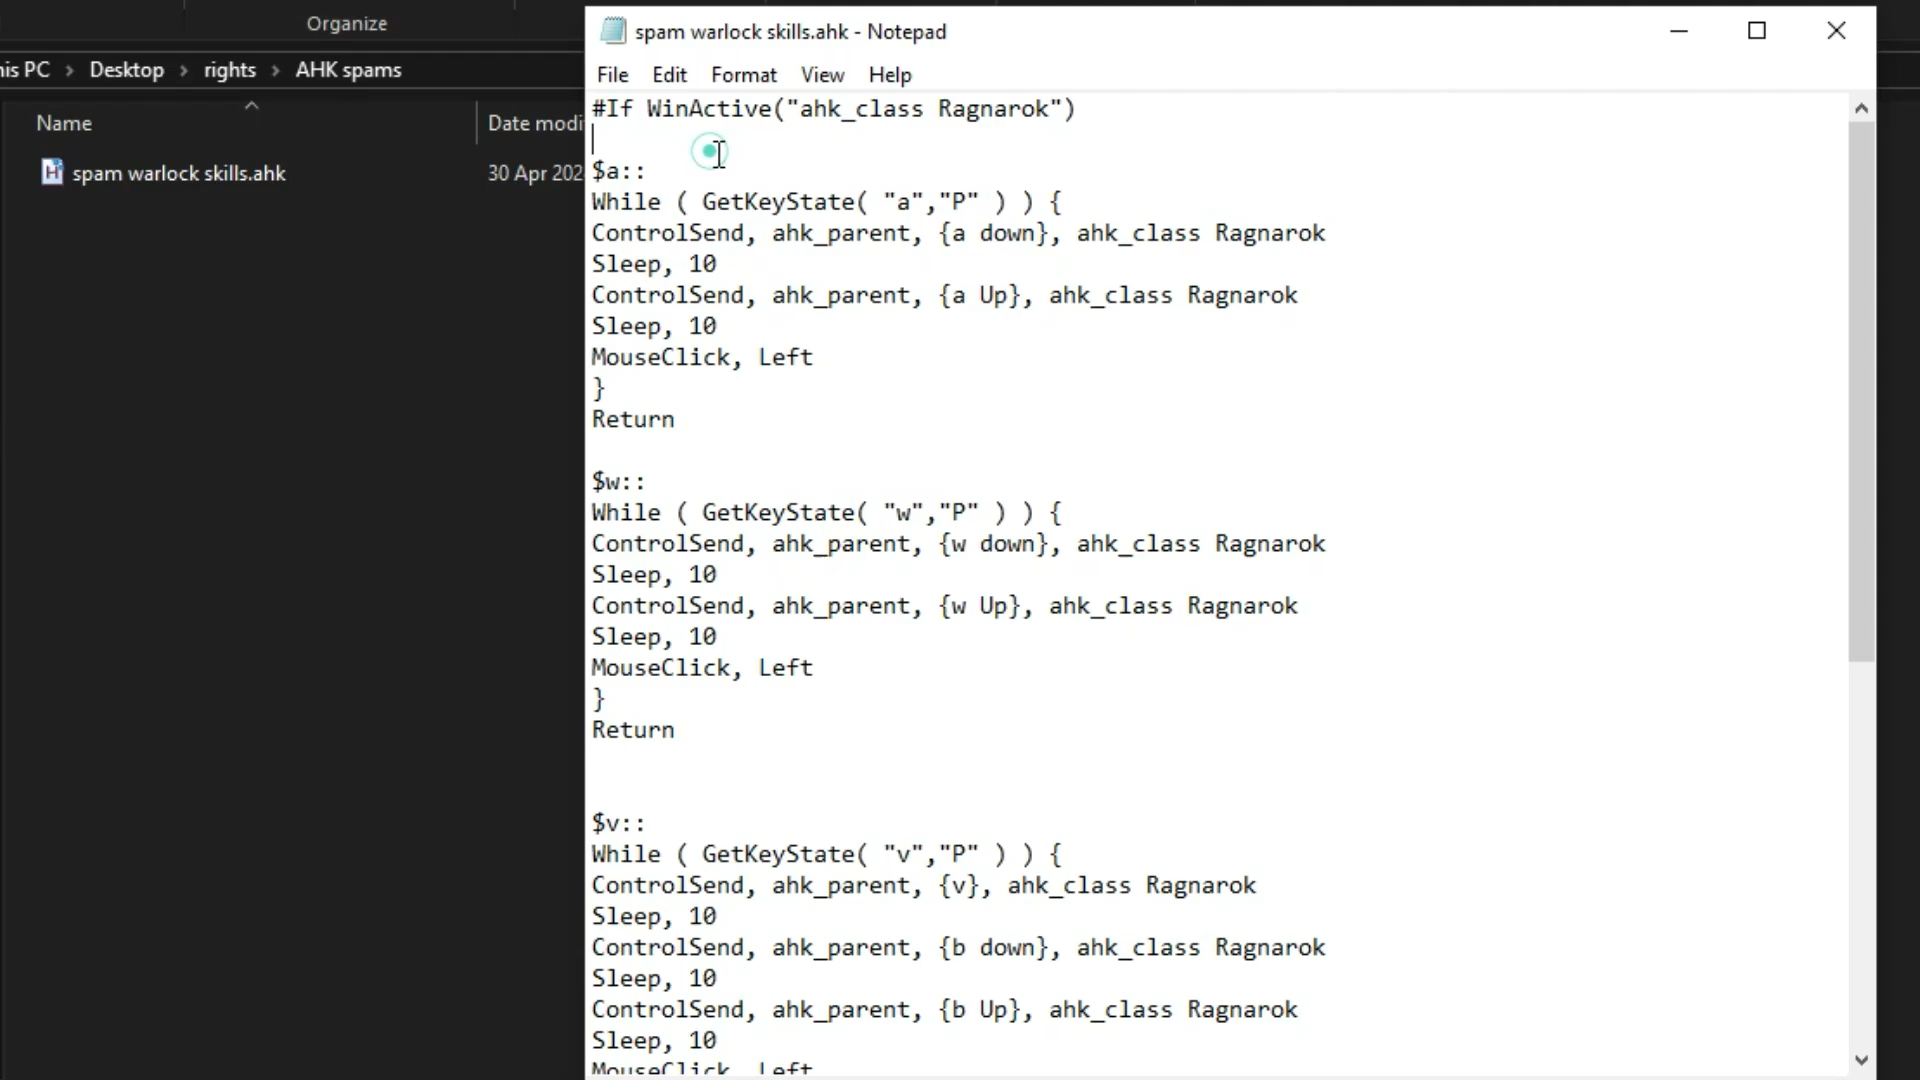 Organize
spam warlock skills.ahk - Notepad
his PC > Desktop > rights > AHK spams
File Edit Format View Help
Name
Date modi
spam warlock skills.ahk
30 Apr 202
#If WinActive("ahk_class Ragnarok")
$a::
While ( GetKeyState( "a","P" ) ) {
ControlSend, ahk_parent, {a down}, ahk_class Ragnarok
Sleep, 10
ControlSend, ahk_parent, {a Up}, ahk_class Ragnarok
Sleep, 10
MouseClick, Left
}
Return
$w::
While ( GetKeyState( "w","P" ) ) {
ControlSend, ahk_parent, {w down}, ahk_class Ragnarok
Sleep, 10
ControlSend, ahk_parent, {w Up}, ahk_class Ragnarok
Sleep, 10
MouseClick, Left
}
Return
$v::
While ( GetKeyState( "v","P" ) ) {
ControlSend, ahk_parent, {v}, ahk_class Ragnarok
Sleep, 10
ControlSend, ahk_parent, {b down}, ahk_class Ragnarok
Sleep, 10
ControlSend, ahk_parent, {b Up}, ahk_class Ragnarok
Sleep, 10
MouseClick, Left